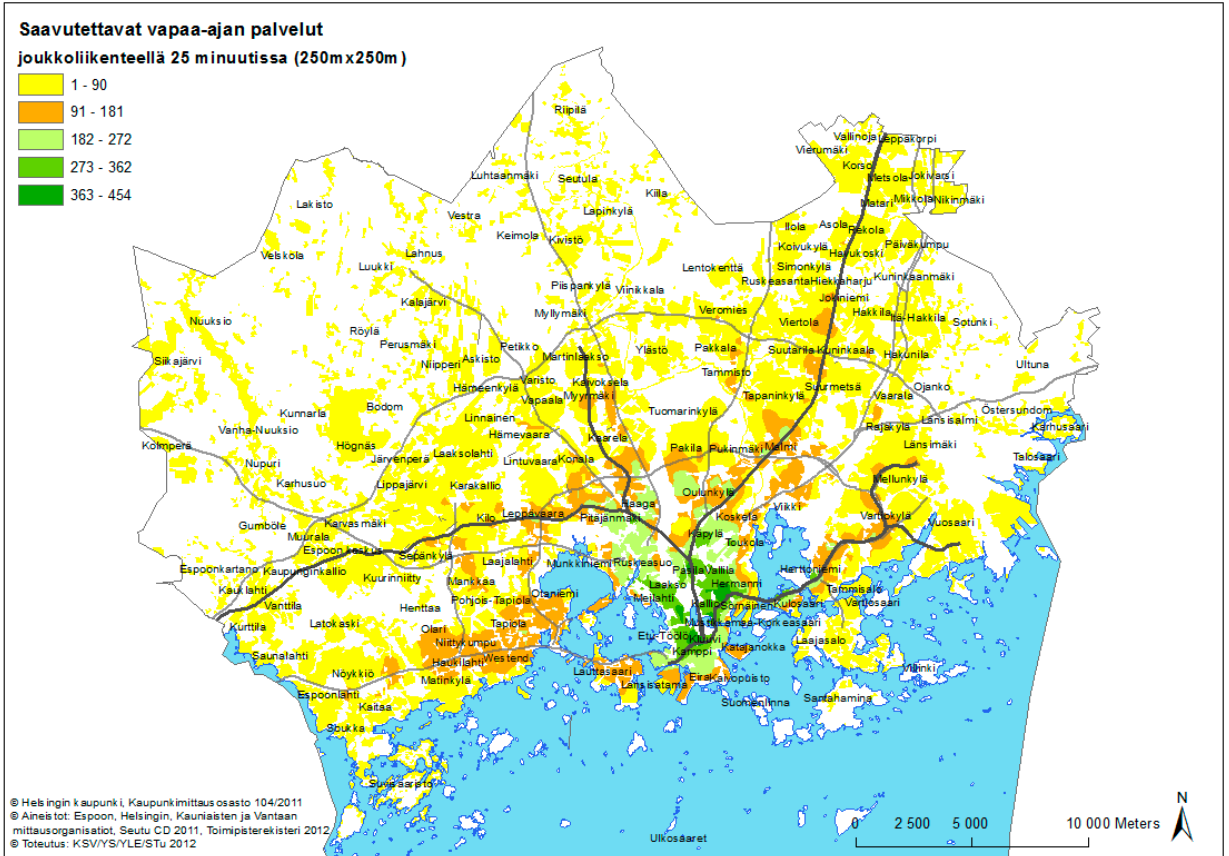 Saavutettavat vapaa-ajan palvelut
joukkoliikenteellä 25 minuutissa (250mx250m)
1 - 90
91 - 181
182 - 272
273 - 362
363 - 454
Riipilä
Vallinoja
Leppäkorpi
Vierumäki
Korso
Luhtaanmäki
Seutula
Metsola
Jokivarsi
Kiila
Mikkola
Nikinmäki
Lakisto
Matari
Vestra
Lapinkylä
Ilola
Asola
Rekola
Keimola
Kivistö
Koivukylä
Havukoski
Päiväkumpu
Velskola
Lahnus
Luukki
Lentokenttä
Simonkylä
Kuninkaanmäki
Ruskeasanta
Hiekkaharju
Piispankylä
Viinikkala
Kalajärvi
Jokiniemi
Myllymäki
Veromies
Hakkila
Itä-Hakkila
Nuuksio
Viertola
Sotunki
Röylä
Perusmäki
Petikko
Martinlaakso
Ylästö
Pakkala
Suutarila
Kuninkaala
Hakunila
Siikajärvi
Niipperi
Askisto
Tammisto
Ultuna
Varisto
Kaivoksela
Hämeenkylä
Suurmetsä
Ojanko
Vapaala
Myyrmäki
Tapaninkylä
Vaarala
Kunnarla
Bodom
Tuomarinkylä
Östersundom
Linnainen
Länsisalmi
Vanha-Nuuksio
Hämevaara
Rajakylä
Karhusaari
Kolmperä
Högnäs
Kaarela
Pakila
Pukinmäki
Malmi
Länsimäki
Järvenperä
Laaksolahti
Lintuvaara
Konala
Talosaari
Nupuri
Mellunkylä
Karhusuo
Lippajärvi
Karakallio
Oulunkylä
Haaga
Viikki
Leppävaara
Pitäjänmäki
Koskela
Vartiokylä
Gumböle
Karvasmäki
Kilo
Vuosaari
Muurala
Käpylä
Toukola
Espoon keskus
Sepänkylä
Laajalahti
Munkkiniemi
Ruskeasuo
Espoonkartano
Kaupunginkallio
Kuurinniitty
Pasila
Vallila
Herttoniemi
Kauklahti
Mankkaa
Laakso
Hermanni
Tammisalo
Vanttila
Henttaa
Pohjois-Tapiola
Otaniemi
Meilahti
Kallio
Sörnäinen
Kulosaari
Vartiosaari
Kurttila
Latokaski
Olari
Tapiola
Mustikkamaa-Korkeasaari
Niittykumpu
Etu-Töölö
Kluuvi
Laajasalo
Saunalahti
Haukilahti
Westend
Kamppi
Katajanokka
Villinki
Nöykkiö
Matinkylä
Lauttasaari
Eira
Kaivopuisto
Espoonlahti
Länsisatama
Santahamina
Kaitaa
Suomenlinna
Soukka
Suvisaaristo
Ulkosaaret
© Helsingin kaupunki, Kaupunkimittausosasto 104/2011
© Aineistot: Espoon, Helsingin, Kauniaisten ja Vantaan
mittausorganisatiot, Seutu CD 2011, Toimipisterekisteri 2012
© Toteutus: KSV/YS/YLE/STu 2012
0 2 500 5 000 10 000 Meters
N